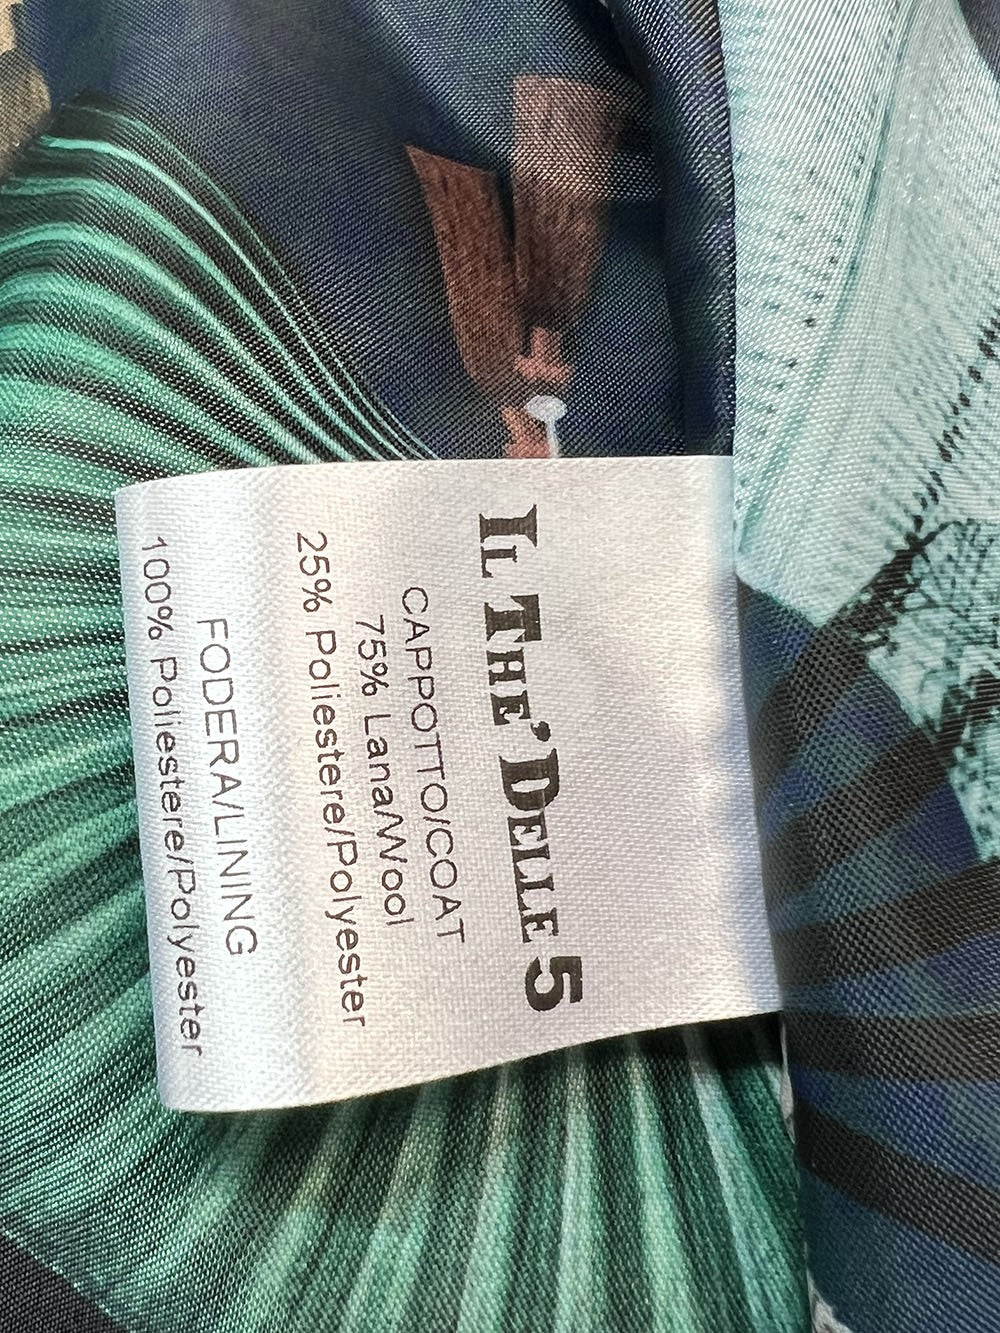 IL THE' DELLE 5
CAPPOTTO/COAT
75% Lana/Wool
25% Poliestere/Polyester
FODERA/LINING
100% Poliestere/Polyester